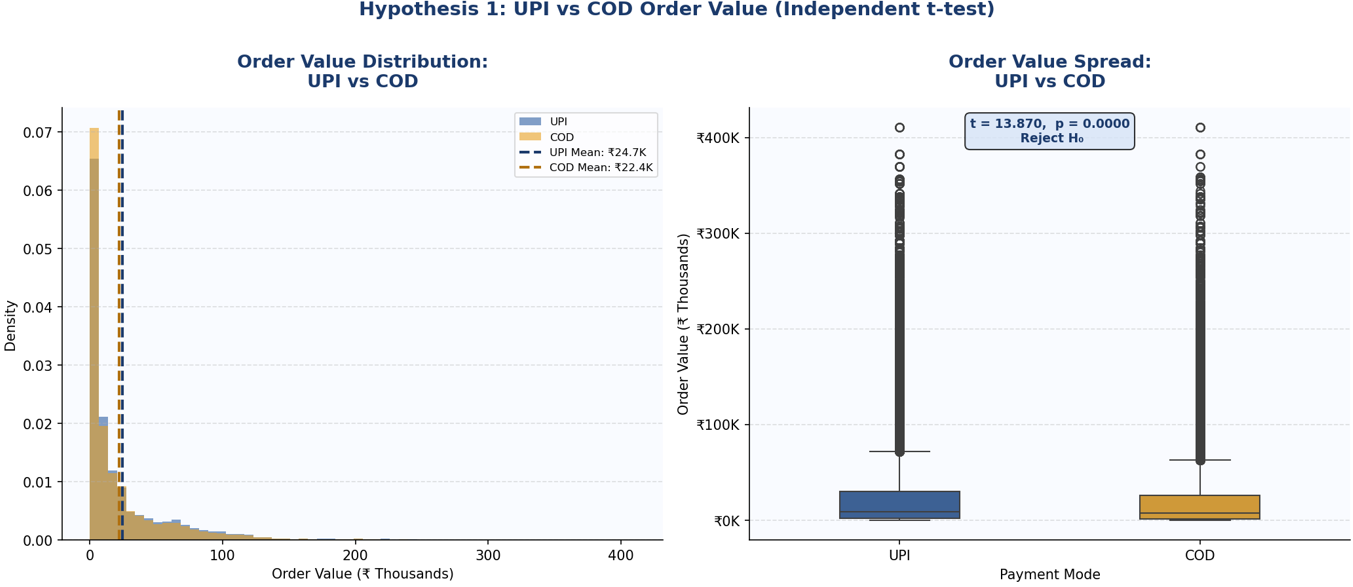 Hypothesis 1: UPI vs COD Order Value (Independent t-test)
Order Value Distribution:
UPI vs COD
UPI
COD
UPI Mean: ₹24.7K
COD Mean: ₹22.4K
0.07
0.06
0.05
0.04
0.03
0.02
0.01
0.00
Density
0
100
200
300
400
Order Value (₹ Thousands)
Order Value Spread:
UPI vs COD
t = 13.870, p = 0.0000
Reject H₀
₹400K
₹300K
₹200K
₹100K
₹0K
Order Value (₹ Thousands)
UPI
COD
Payment Mode